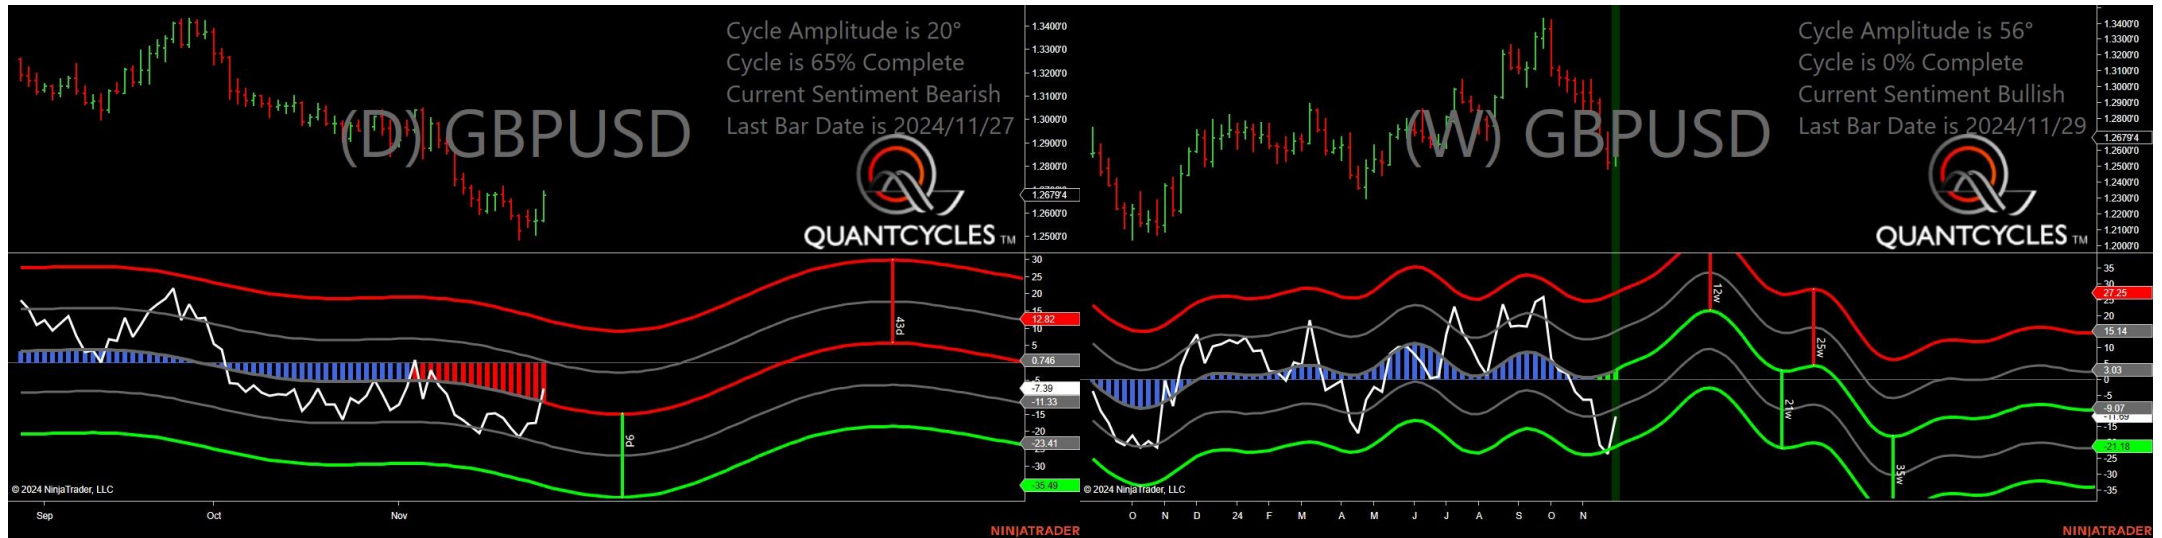 Cycle Amplitude is 20°
Cycle is 65% Complete
Current Sentiment Bearish
Last Bar Date is 2024/11/27
(D) GBPUSD
QUANTCYCLES TM
1.3400'0
1.3300'0
1.3200'0
1.3100'0
1.3000'0
1.2900'0
1.2800'0
1.2679'4
1.2600'0
1.2500'0
30
25
20
15
12.82
10
5
0.746
-7.39
-11.33
-15
-20
-23.41
-30
-35.49
43d
9d
© 2024 NinjaTrader, LLC
Sep Oct Nov
NINJATRADER
Cycle Amplitude is 56°
Cycle is 0% Complete
Current Sentiment Bullish
Last Bar Date is 2024/11/29
(W) GBPUSD
QUANTCYCLES TM
1.3400'0
1.3300'0
1.3200'0
1.3100'0
1.3000'0
1.2900'0
1.2800'0
1.2679'4
1.2600'0
1.2500'0
1.2400'0
1.2300'0
1.2200'0
1.2100'0
1.2000'0
35
27.25
25
20
15.14
10
5
3.03
0
-5
-9.07
-11.69
-15
-21.18
-25
-30
-35
12w
25w
21w
35w
© 2024 NinjaTrader, LLC
O N D 24 F M A M J J A S O N
NINJATRADER